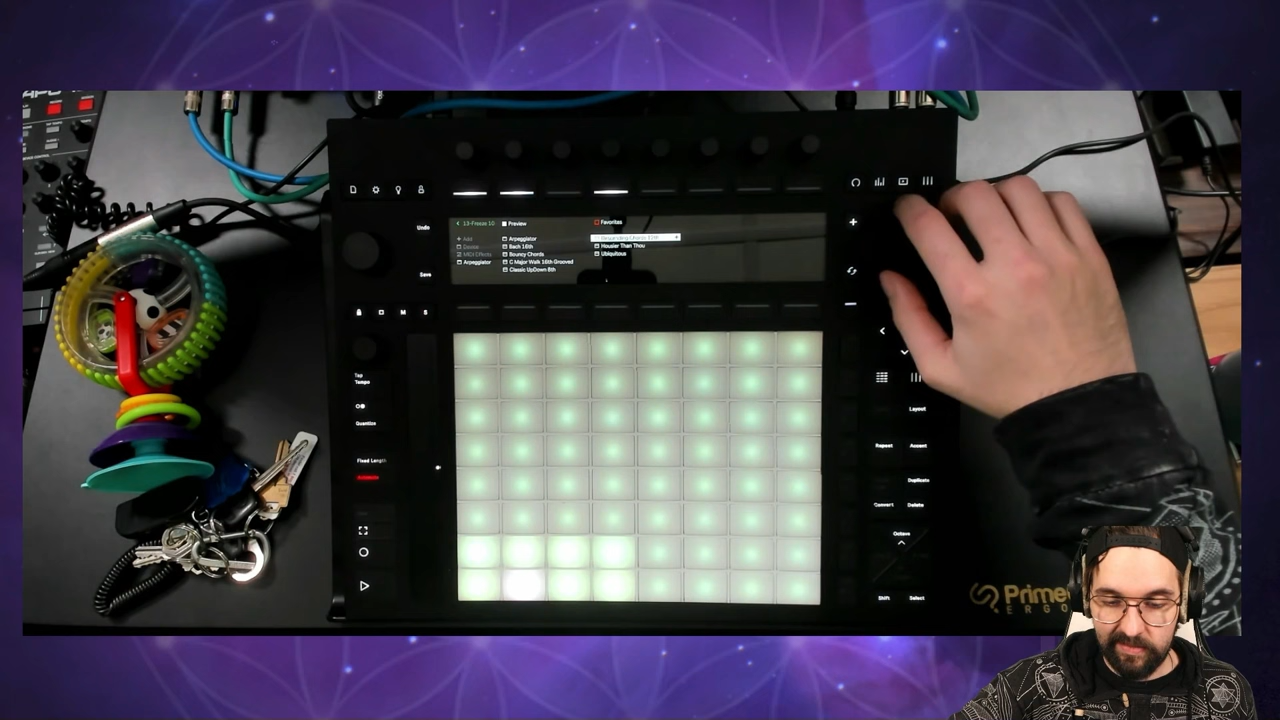 Undo
Save
< 13-Freeze 10
Preview
Favorites
+ Add
Device
MIDI Effects
Arpeggiator
Arpeggiator
Bach 16th
Bouncy Chords
C Major Walk 16th Grooved
Classic UpDown 8th
Housier Than Thou
Ubiquitous
M
S
Tap
Tempo
Quantize
Fixed Length
Automate
Layout
Repeat
Accent
Duplicate
Convert
Delete
Octave
Shift
Select
Prime